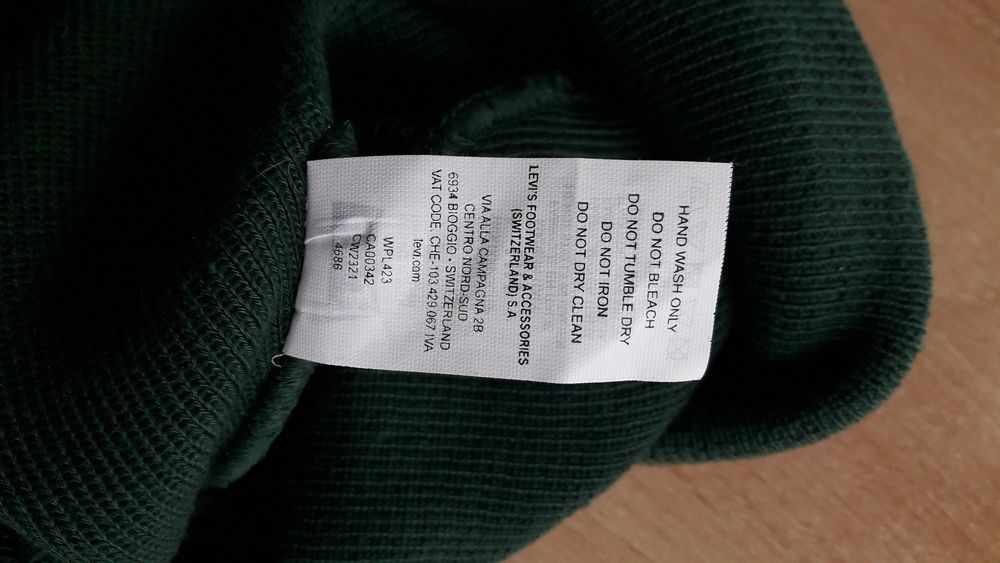 HAND WASH ONLY
DO NOT BLEACH
DO NOT TUMBLE DRY
DO NOT IRON
DO NOT DRY CLEAN
LEVI'S FOOTWEAR & ACCESSORIES
(SWITZERLAND) S A
VIA ALLA CAMPAGNA 2B
CENTRO NORD-SUD
6934 BIOGGIO - SWITZERLAND
VAT CODE. CHE-103.429.067 IVA
levi.com
WPL423
CA00342
CW2321
4686